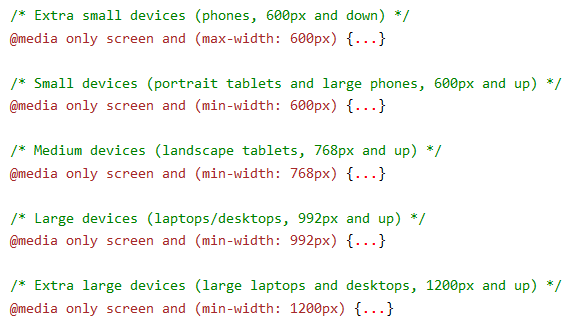 /* Extra small devices (phones, 600px and down) */
@media only screen and (max-width: 600px) {...}
/* Small devices (portrait tablets and large phones, 600px and up) */
@media only screen and (min-width: 600px) {...}
/* Medium devices (landscape tablets, 768px and up) */
@media only screen and (min-width: 768px) {...}
/* Large devices (laptops/desktops, 992px and up) */
@media only screen and (min-width: 992px) {...}
/* Extra large devices (large laptops and desktops, 1200px and up) */
@media only screen and (min-width: 1200px) {...}